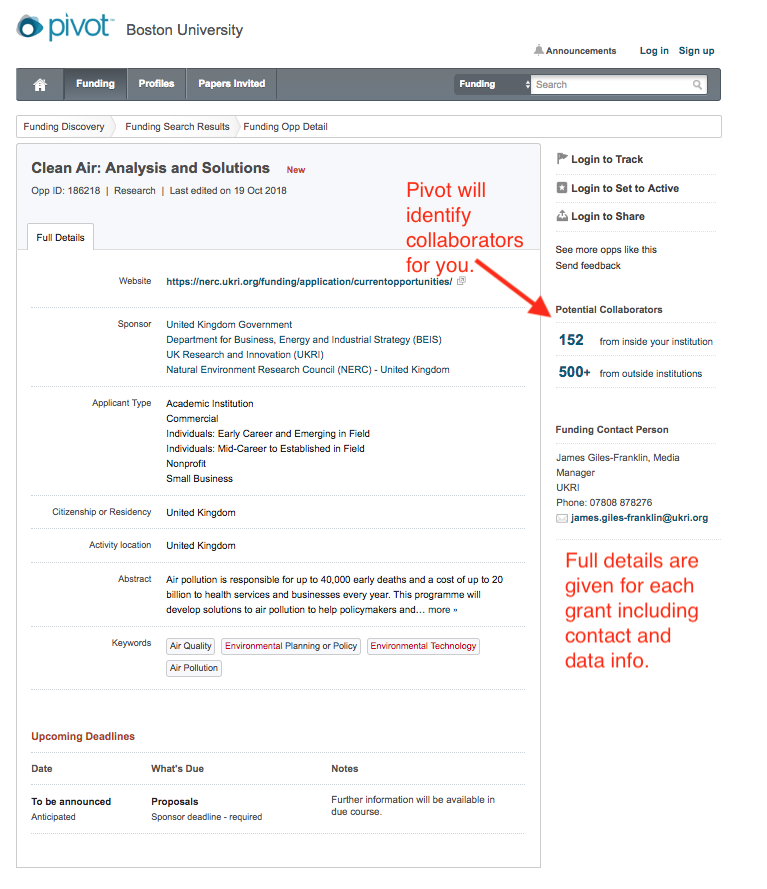 pivot™ Boston University
Announcements Log in Sign up
Funding Profiles Papers Invited Funding Search
Funding Discovery Funding Search Results Funding Opp Detail
Clean Air: Analysis and Solutions New
Opp ID: 186218 | Research | Last edited on 19 Oct 2018
Full Details
Pivot will
identify
collaborators
for you.
Website https://nerc.ukri.org/funding/application/currentopportunities/
Sponsor United Kingdom Government
Department for Business, Energy and Industrial Strategy (BEIS)
UK Research and Innovation (UKRI)
Natural Environment Research Council (NERC) - United Kingdom
Applicant Type Academic Institution
Commercial
Individuals: Early Career and Emerging in Field
Individuals: Mid-Career to Established in Field
Nonprofit
Small Business
Citizenship or Residency United Kingdom
Activity location United Kingdom
Abstract Air pollution is responsible for up to 40,000 early deaths and a cost of up to 20
billion to health services and businesses every year. This programme will
develop solutions to air pollution to help policymakers and… more »
Keywords Air Quality Environmental Planning or Policy Environmental Technology
Air Pollution
Upcoming Deadlines
Date What's Due Notes
To be announced Proposals Further information will be available in
Anticipated Sponsor deadline - required due course.
Login to Track
Login to Set to Active
Login to Share
See more opps like this
Send feedback
Potential Collaborators
152 from inside your institution
500+ from outside institutions
Funding Contact Person
James Giles-Franklin, Media
Manager
UKRI
Phone: 07808 878276
james.giles-franklin@ukri.org
Full details are
given for each
grant including
contact and
data info.